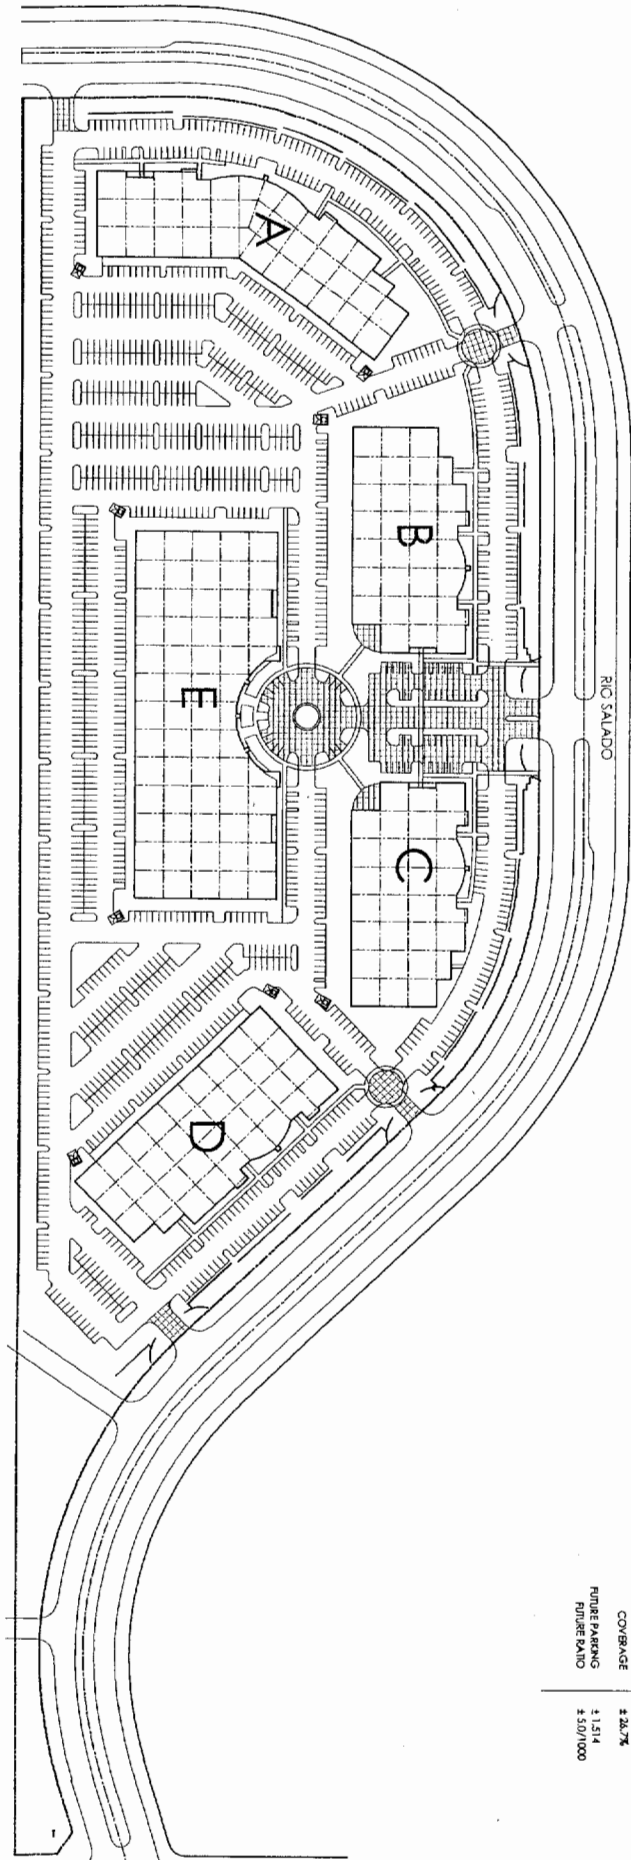 A
B
RIO SALADO
E
C
D
COVERAGE ± 26.7%
FUTURE PARKING ± 1,514
FUTURE RATIO ± 5.0/1000